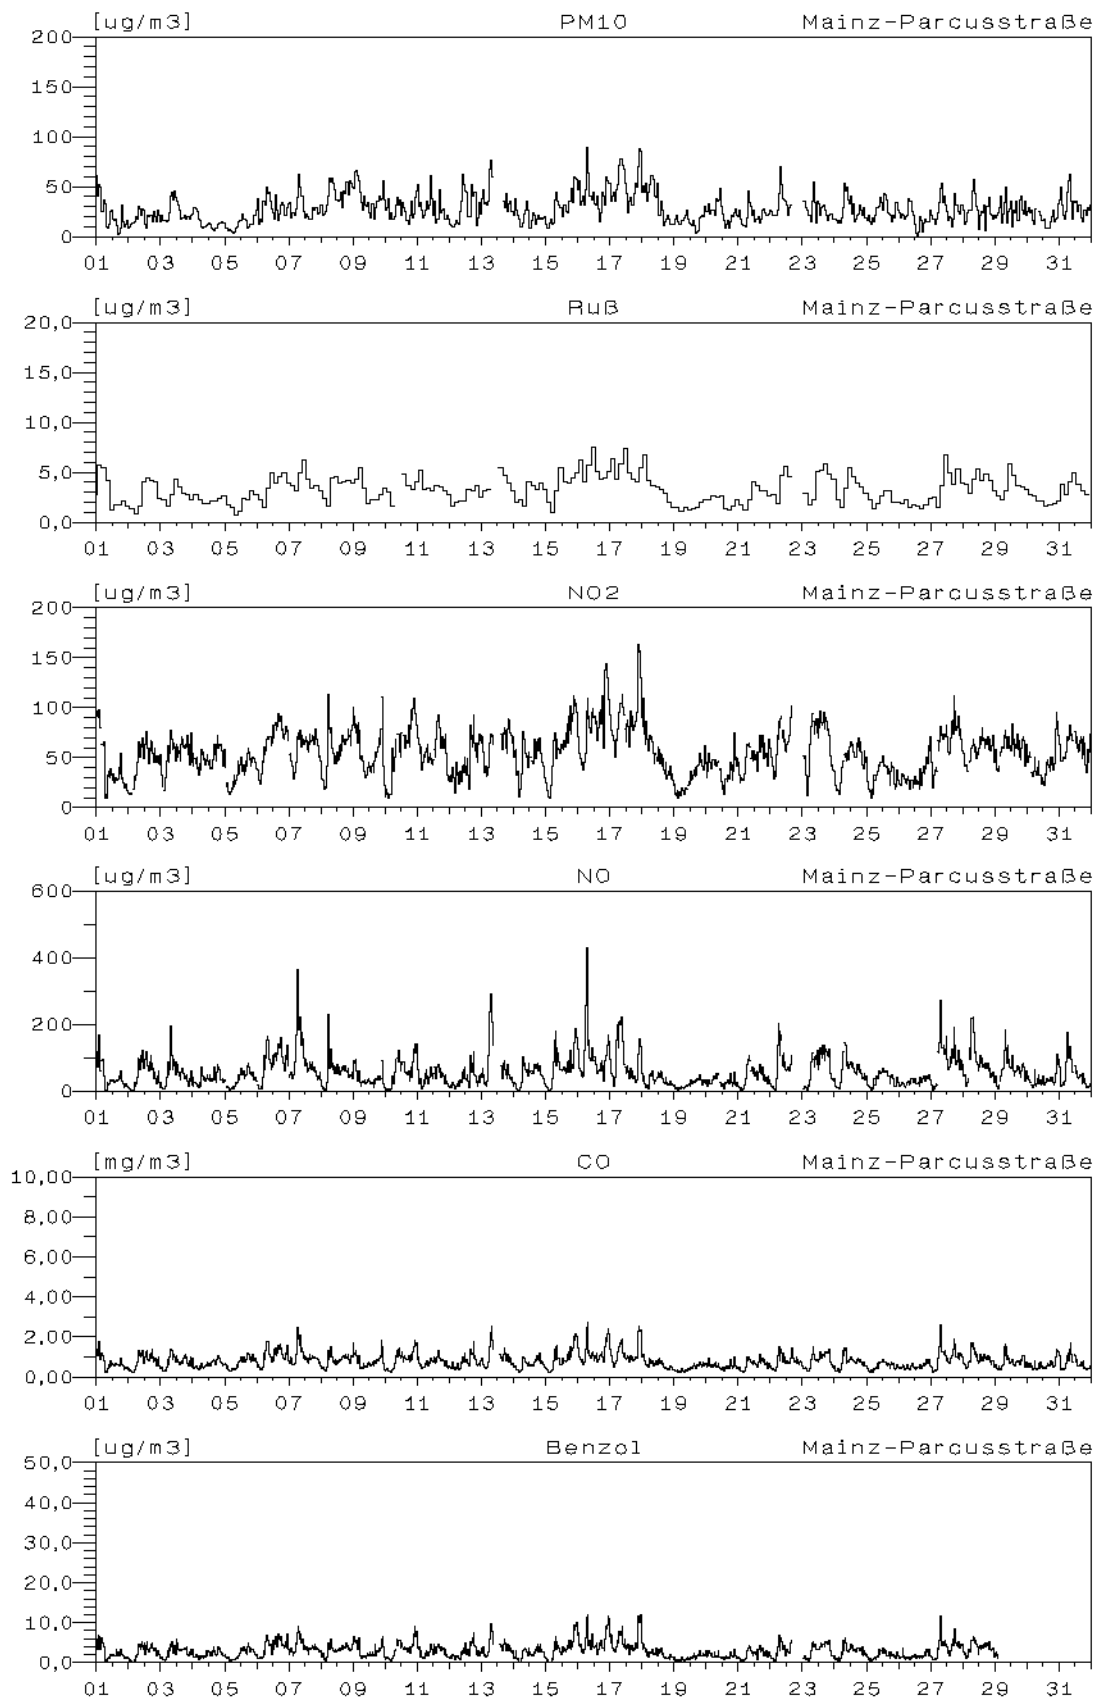 [ug/m3] PM10 Mainz-Parcusstraße
200
150
100
50
0
01 03 05 07 09 11 13 15 17 19 21 23 25 27 29 31
[ug/m3] Ruß Mainz-Parcusstraße
20,0
15,0
10,0
5,0
0,0
01 03 05 07 09 11 13 15 17 19 21 23 25 27 29 31
[ug/m3] NO2 Mainz-Parcusstraße
200
150
100
50
0
01 03 05 07 09 11 13 15 17 19 21 23 25 27 29 31
[ug/m3] NO Mainz-Parcusstraße
600
400
200
0
01 03 05 07 09 11 13 15 17 19 21 23 25 27 29 31
[mg/m3] CO Mainz-Parcusstraße
10,00
8,00
6,00
4,00
2,00
0,00
01 03 05 07 09 11 13 15 17 19 21 23 25 27 29 31
[ug/m3] Benzol Mainz-Parcusstraße
50,0
40,0
30,0
20,0
10,0
0,0
01 03 05 07 09 11 13 15 17 19 21 23 25 27 29 31